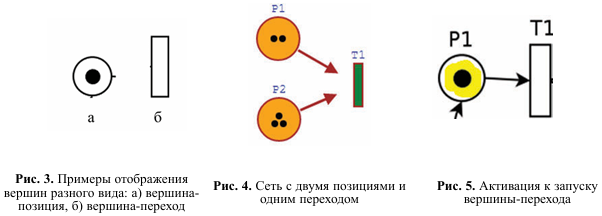 P1
P2
T1
P1
T1
а
б
Рис. 3. Примеры отображения
вершин разного вида: а) вершина-
позиция, б) вершина-переход
Рис. 4. Сеть с двумя позициями и
одним переходом
Рис. 5. Активация к запуску
вершины-перехода